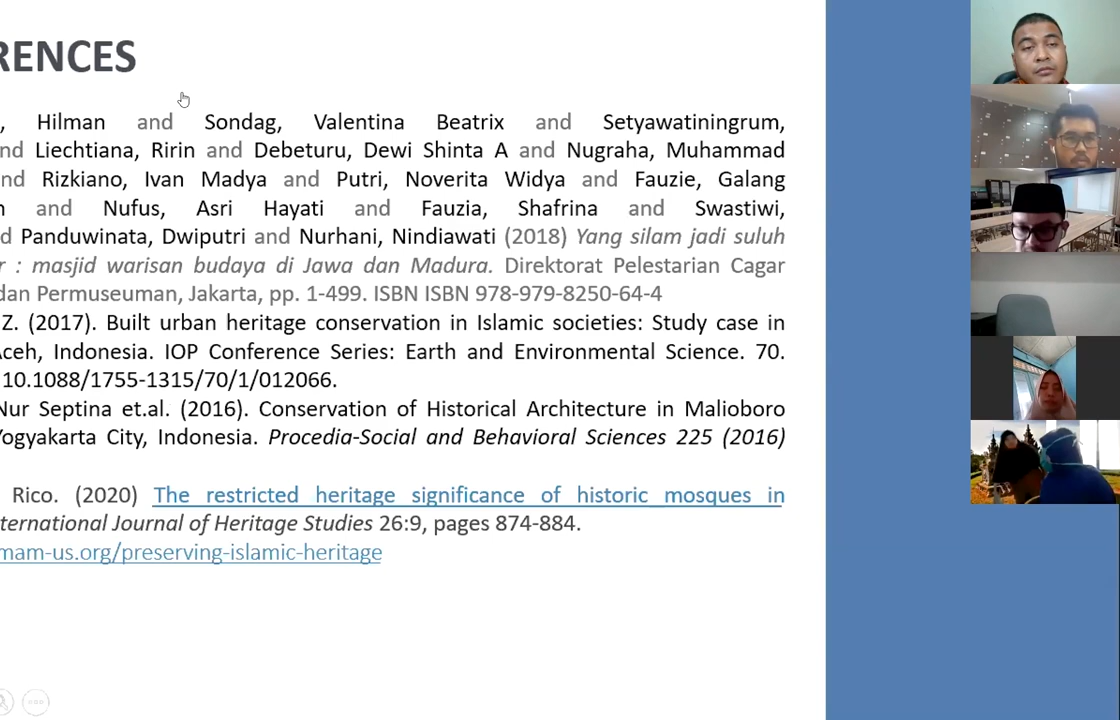 RENCES
, Hilman and Sondag, Valentina Beatrix and Setyawatiningrum,
nd Liechtiana, Ririn and Debeturu, Dewi Shinta A and Nugraha, Muhammad
nd Rizkiano, Ivan Madya and Putri, Noverita Widya and Fauzie, Galang
n and Nufus, Asri Hayati and Fauzia, Shafrina and Swastiwi,
d Panduwinata, Dwiputri and Nurhani, Nindiawati (2018) Yang silam jadi suluh
r : masjid warisan budaya di Jawa dan Madura. Direktorat Pelestarian Cagar
dan Permuseuman, Jakarta, pp. 1-499. ISBN ISBN 978-979-8250-64-4
Z. (2017). Built urban heritage conservation in Islamic societies: Study case in
Aceh, Indonesia. IOP Conference Series: Earth and Environmental Science. 70.
10.1088/1755-1315/70/1/012066.
Nur Septina et.al. (2016). Conservation of Historical Architecture in Malioboro
Yogyakarta City, Indonesia. Procedia-Social and Behavioral Sciences 225 (2016)
Rico. (2020) The restricted heritage significance of historic mosques in
ternational Journal of Heritage Studies 26:9, pages 874-884.
mam-us.org/preserving-islamic-heritage